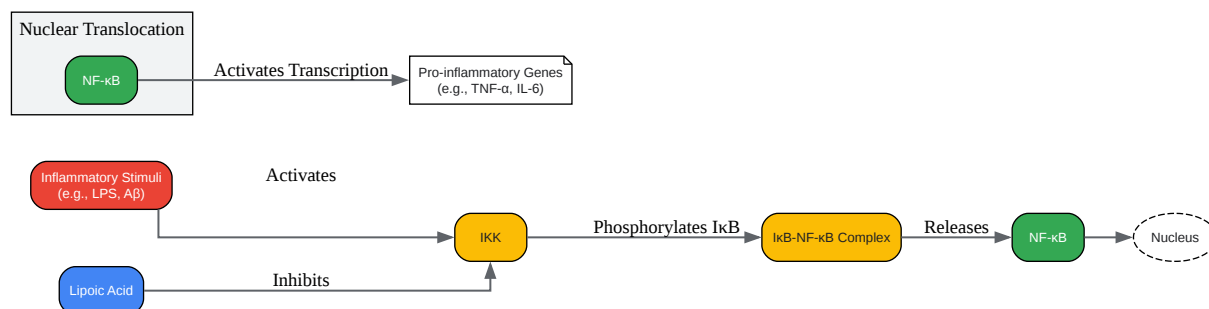 Nuclear Translocation
NF-κB
Activates Transcription
Pro-inflammatory Genes
(e.g., TNF-α, IL-6)
Inflammatory Stimuli
(e.g., LPS, Aβ)
Activates
IKK
Phosphorylates IκB
IκB-NF-κB Complex
Releases
NF-κB
Nucleus
Lipoic Acid
Inhibits